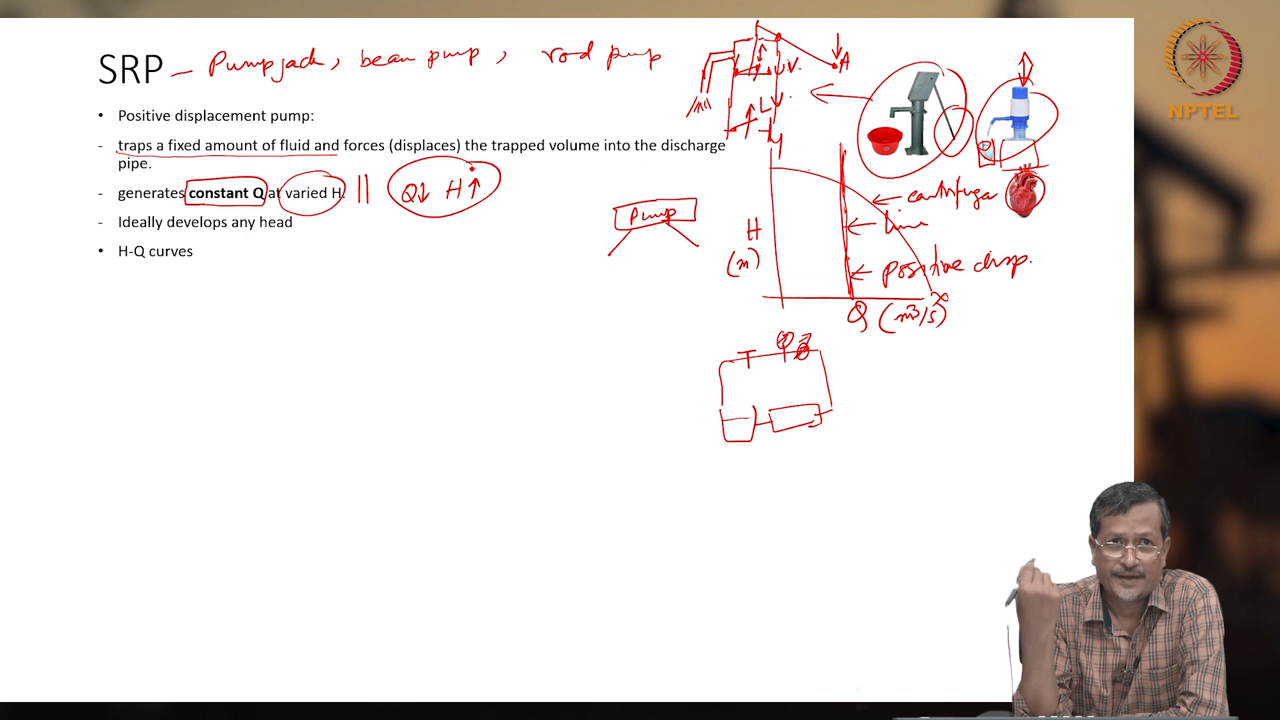 SRP – Pumpjack, beam pump, rod pump
• Positive displacement pump:
- traps a fixed amount of fluid and forces (displaces) the trapped volume into the discharge
pipe.
- generates constant Q at varied H. || Q↓ H↑
- Ideally develops any head
• H-Q curves
A
U.V.
L.V.
Pump
H
(m)
centrifuga
line
positive disp.
Q (m³/s)
NPTEL